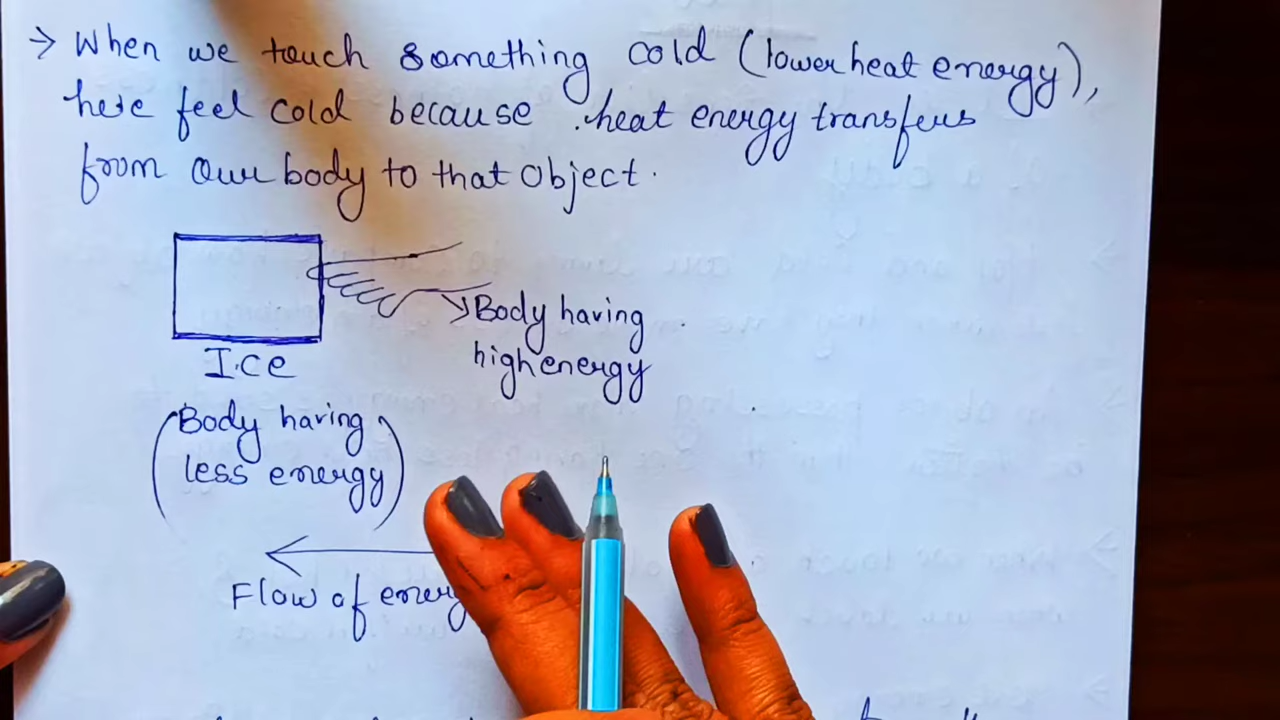 → When we touch something cold (lower heat energy),
here feel cold because heat energy transfers
from our body to that object.
Body having
high energy
Ice
(Body having
less energy)
Flow of energy